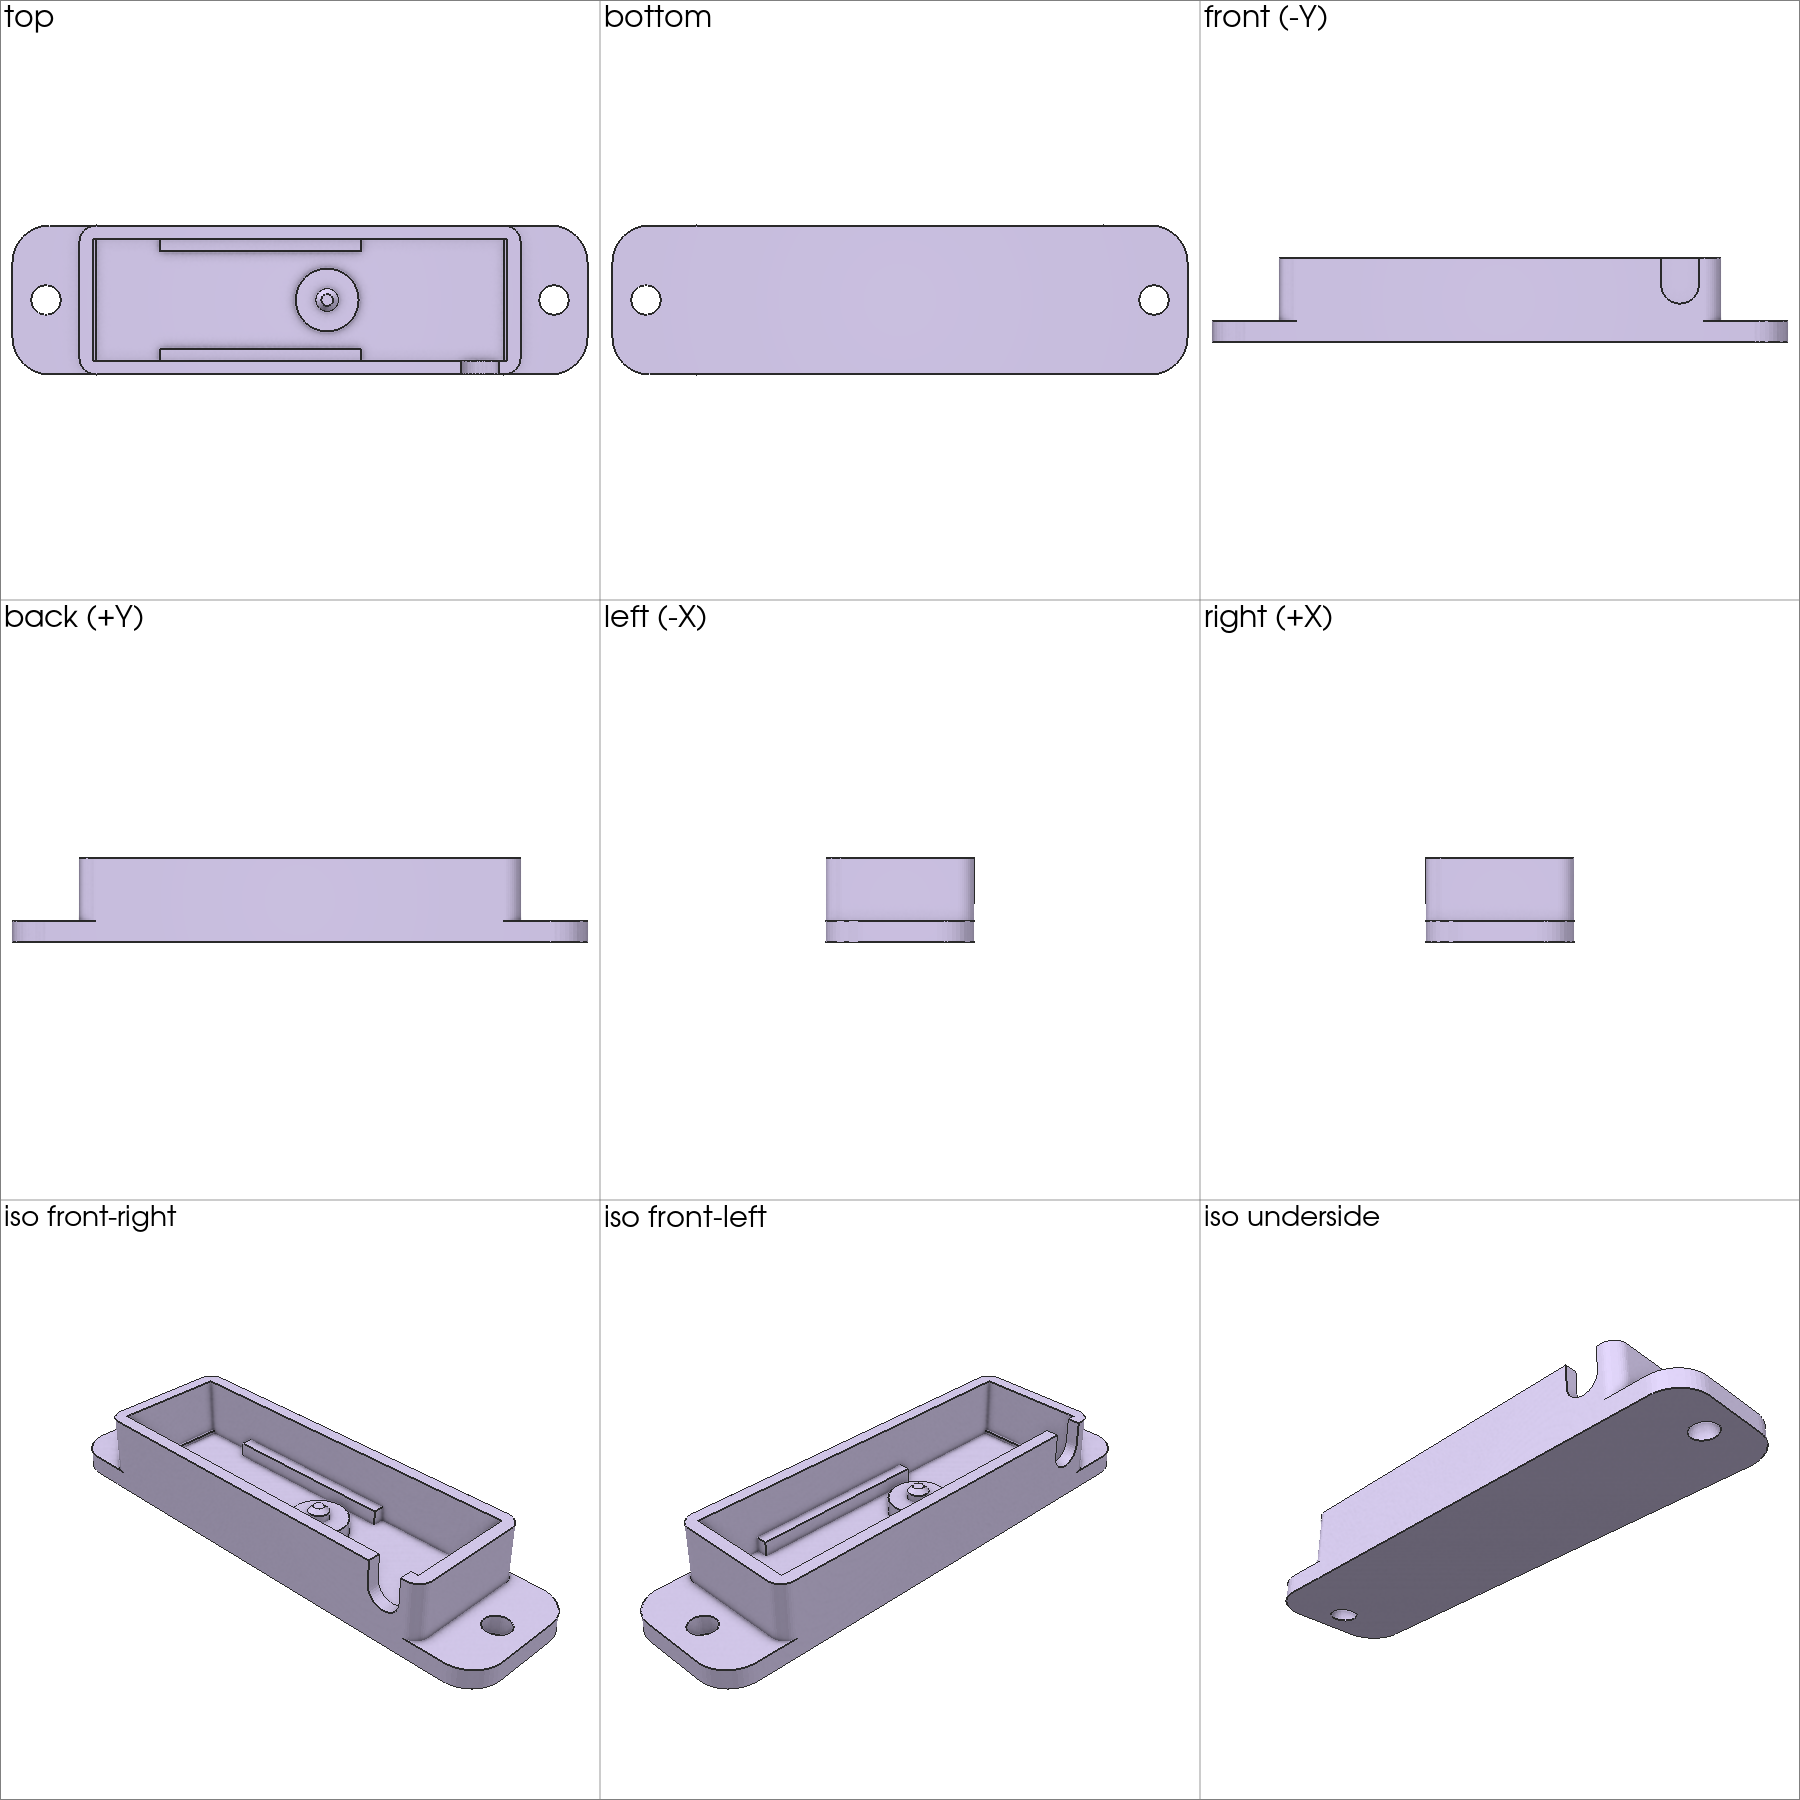 top
bottom
front (-Y)
back (+Y)
left (-X)
right (+X)
iso front-right
iso front-left
iso underside